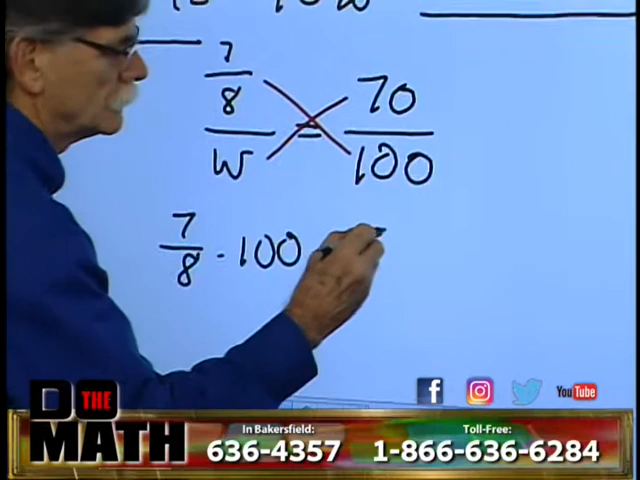 7/8 / W = 70 / 100
7/8 · 100
DO THE MATH
In Bakersfield:
636-4357
Toll-Free:
1-866-636-6284
f
YouTube